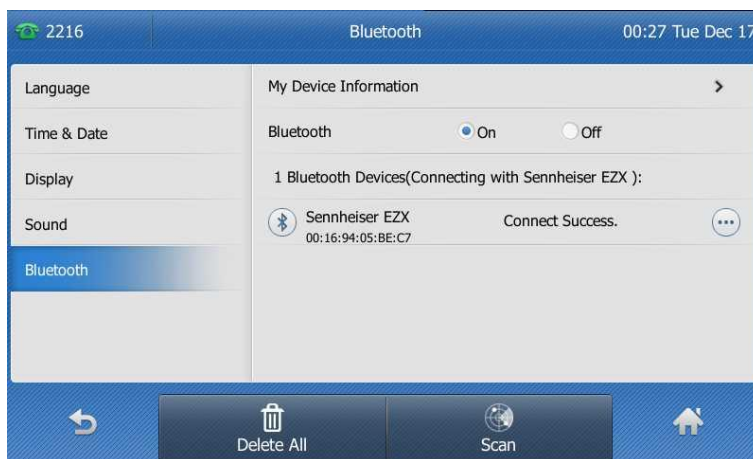 2216 Bluetooth 00:27 Tue Dec 17
Language
Time & Date
Display
Sound
Bluetooth
My Device Information
Bluetooth On Off
1 Bluetooth Devices(Connecting with Sennheiser EZX ):
Sennheiser EZX Connect Success.
00:16:94:05:BE:C7
Delete All Scan